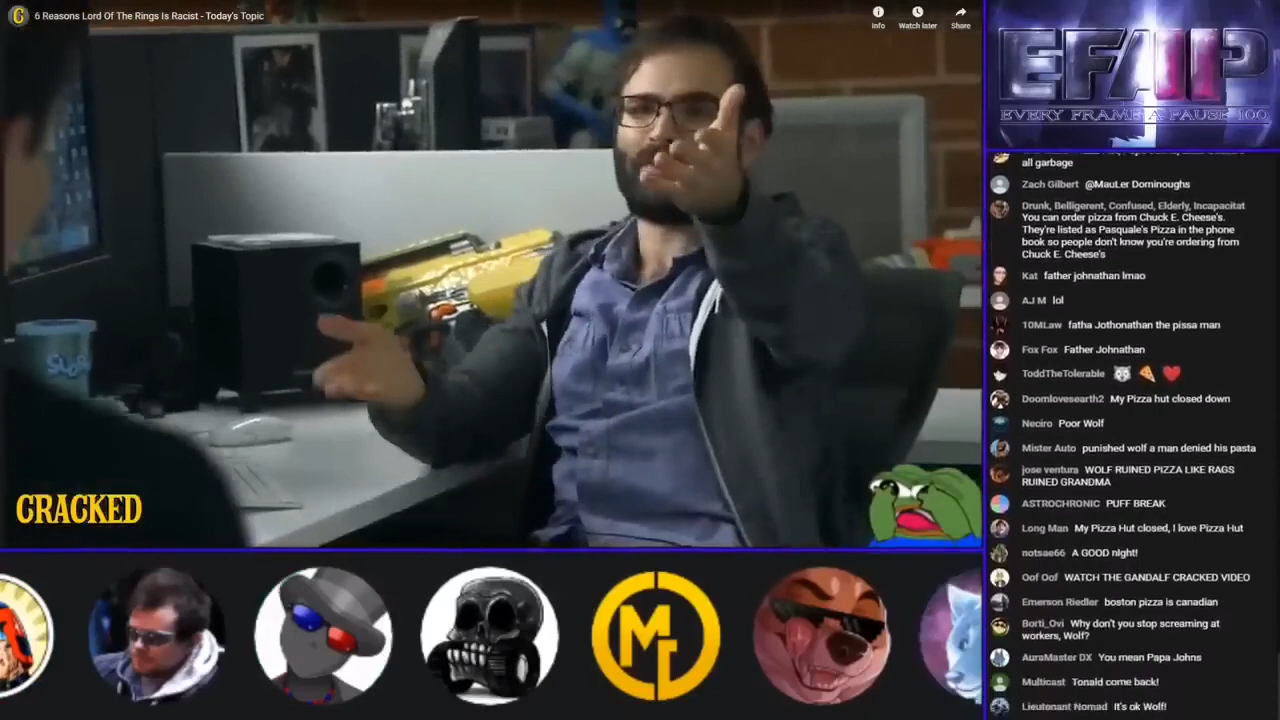 6 Reasons Lord Of The Rings Is Racist - Today's Topic
Info
Watch later
Share
CRACKED
EFAP
EVERY FRAME A PAUSE 100
all garbage
Zach Gilbert @MauLer Dominoughs
Drunk, Belligerent, Confused, Elderly, Incapacitat
You can order pizza from Chuck E. Cheese's.
They're listed as Pasquale's Pizza in the phone
book so people don't know you're ordering from
Chuck E. Cheese's
Kat father johnathan lmao
AJ M lol
10MLaw fatha Jothonathan the pissa man
Fox Fox Father Johnathan
ToddTheTolerable
Doomlovesearth2 My Pizza hut closed down
Neciro Poor Wolf
Mister Auto punished wolf a man denied his pasta
jose ventura WOLF RUINED PIZZA LIKE RAGS
RUINED GRANDMA
ASTROCHRONIC PUFF BREAK
Long Man My Pizza Hut closed, I love Pizza Hut
notsae66 A GOOD night!
Oof Oof WATCH THE GANDALF CRACKED VIDEO
Emerson Riedler boston pizza is canadian
Borti_Ovi Why don't you stop screaming at
workers, Wolf?
AuraMaster DX You mean Papa Johns
Multicast Tonald come back!
Lieutenant Nomad It's ok Wolf!